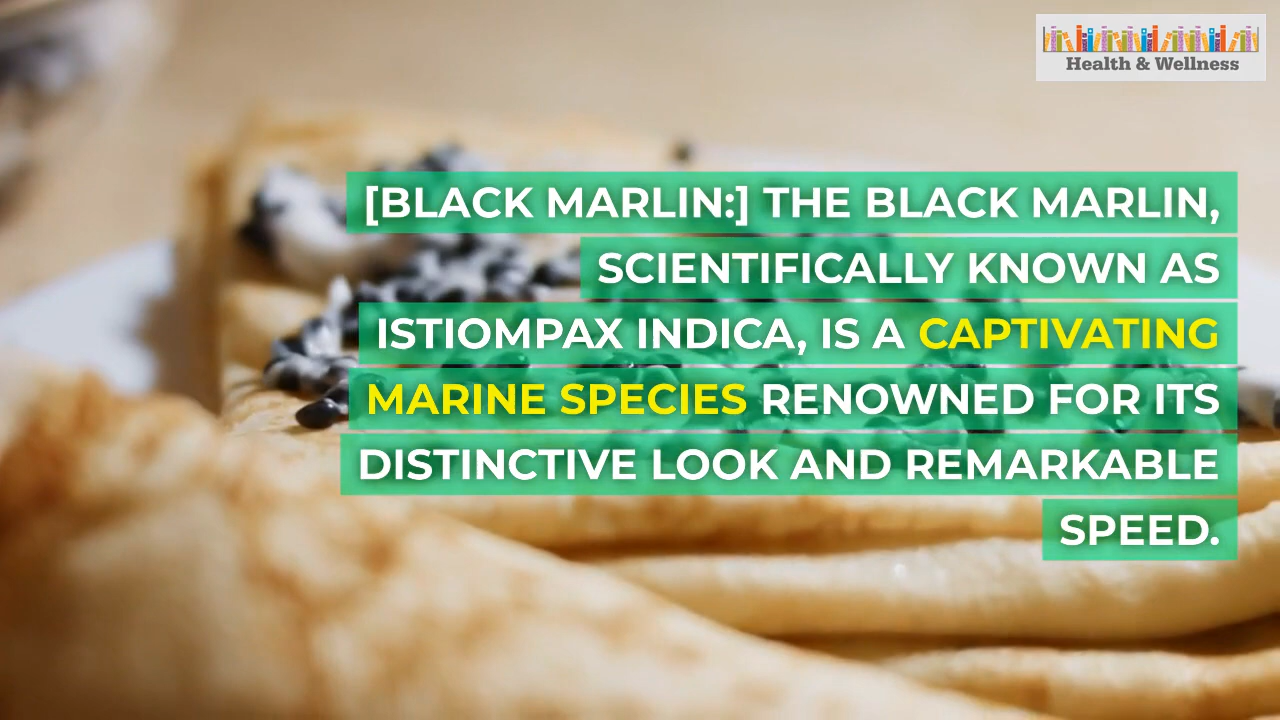 Health & Wellness
[BLACK MARLIN:] THE BLACK MARLIN,
SCIENTIFICALLY KNOWN AS
ISTIOMPAX INDICA, IS A CAPTIVATING
MARINE SPECIES RENOWNED FOR ITS
DISTINCTIVE LOOK AND REMARKABLE
SPEED.